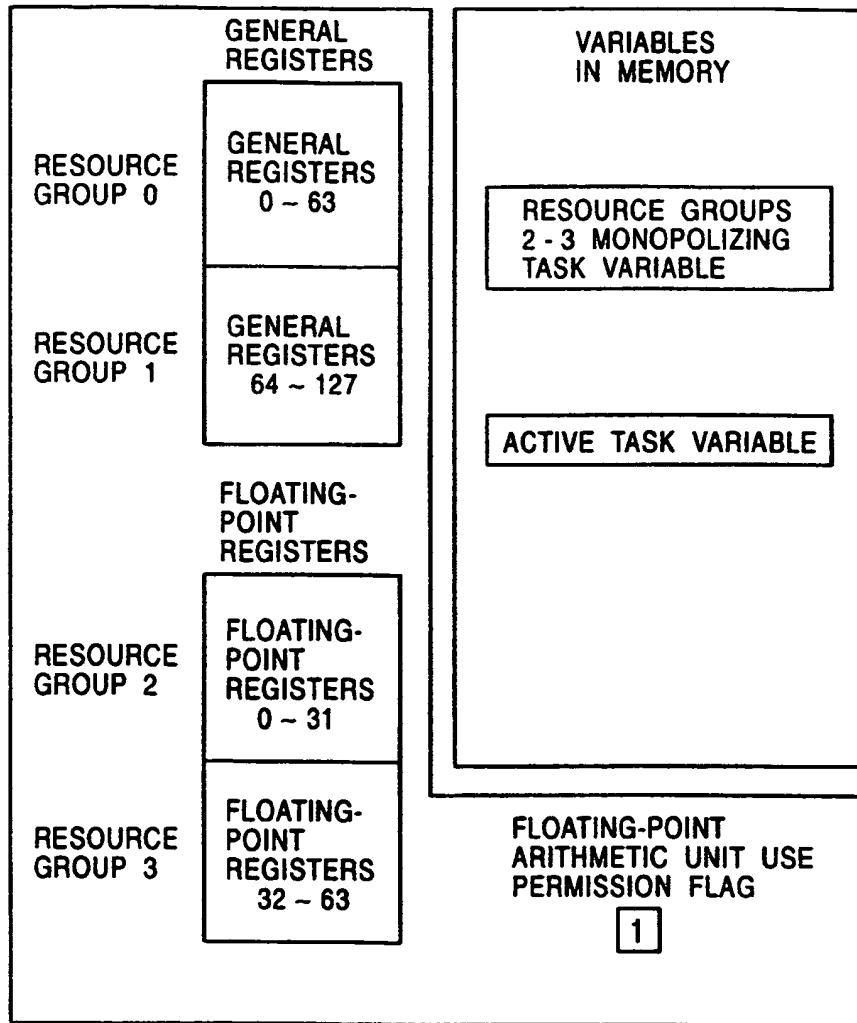 GENERAL
REGISTERS
RESOURCE
GROUP 0
GENERAL
REGISTERS
0 ~ 63
RESOURCE
GROUP 1
GENERAL
REGISTERS
64 ~ 127
FLOATING-
POINT
REGISTERS
RESOURCE
GROUP 2
FLOATING-
POINT
REGISTERS
0 ~ 31
RESOURCE
GROUP 3
FLOATING-
POINT
REGISTERS
32 ~ 63
VARIABLES
IN MEMORY
RESOURCE GROUPS
2 - 3 MONOPOLIZING
TASK VARIABLE
ACTIVE TASK VARIABLE
FLOATING-POINT
ARITHMETIC UNIT USE
PERMISSION FLAG
1